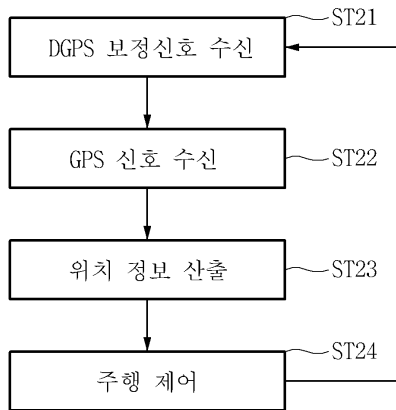 ST21
DGPS 보정신호 수신
GPS 신호 수신
ST22
위치 정보 산출
ST23
ST24
주행 제어